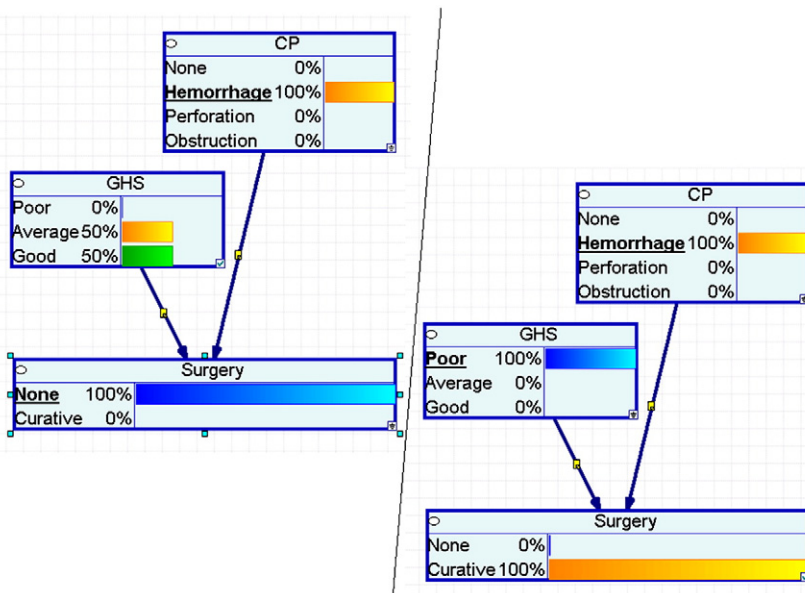 CP
None 0%
Hemorrhage 100%
Perforation 0%
Obstruction 0%
GHS
Poor 0%
Average 50%
Good 50%
Surgery
None 100%
Curative 0%
CP
None 0%
Hemorrhage 100%
Perforation 0%
Obstruction 0%
GHS
Poor 100%
Average 0%
Good 0%
Surgery
None 0%
Curative 100%